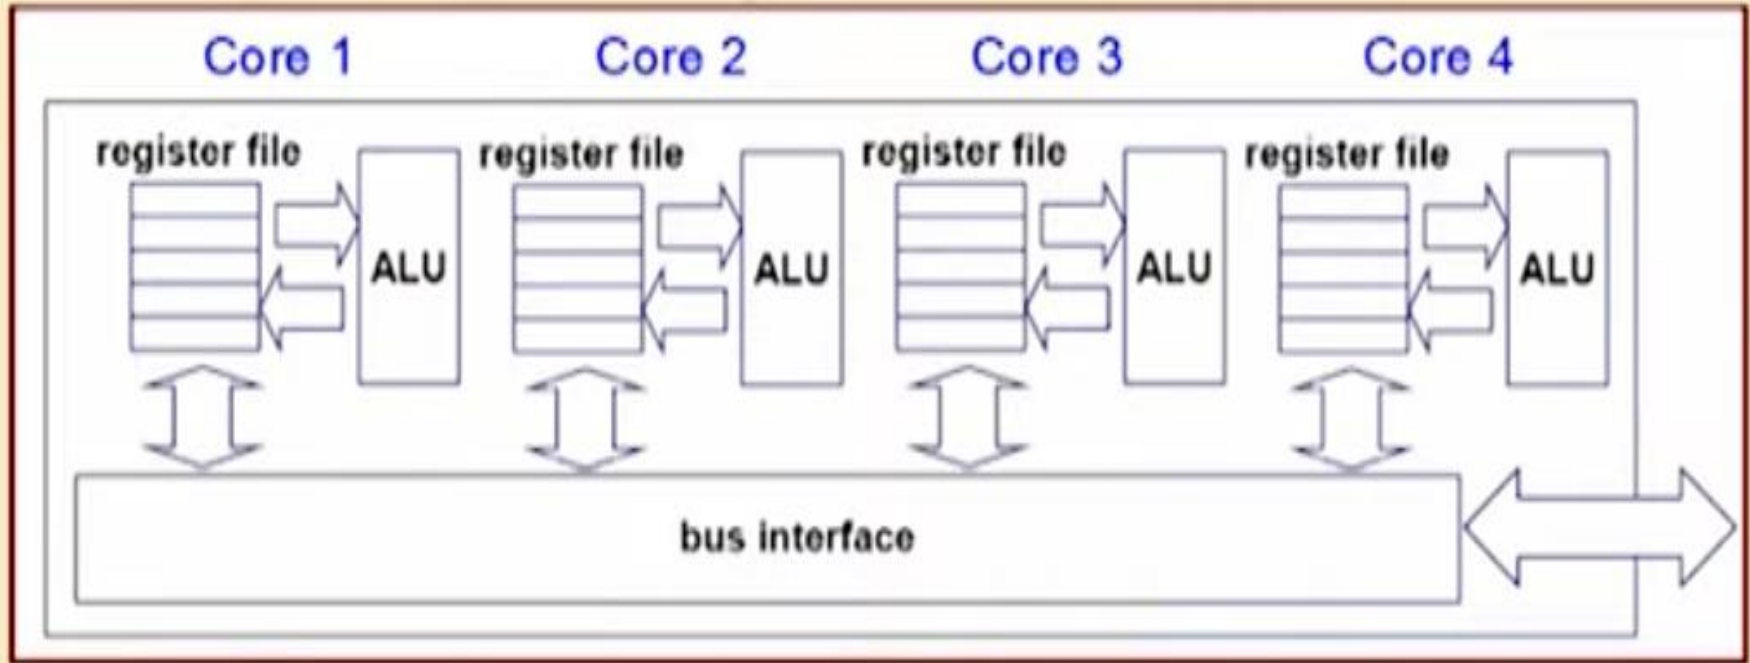 Core 1 Core 2 Core 3 Core 4
register file register file register file register file
ALU ALU ALU ALU
bus interface